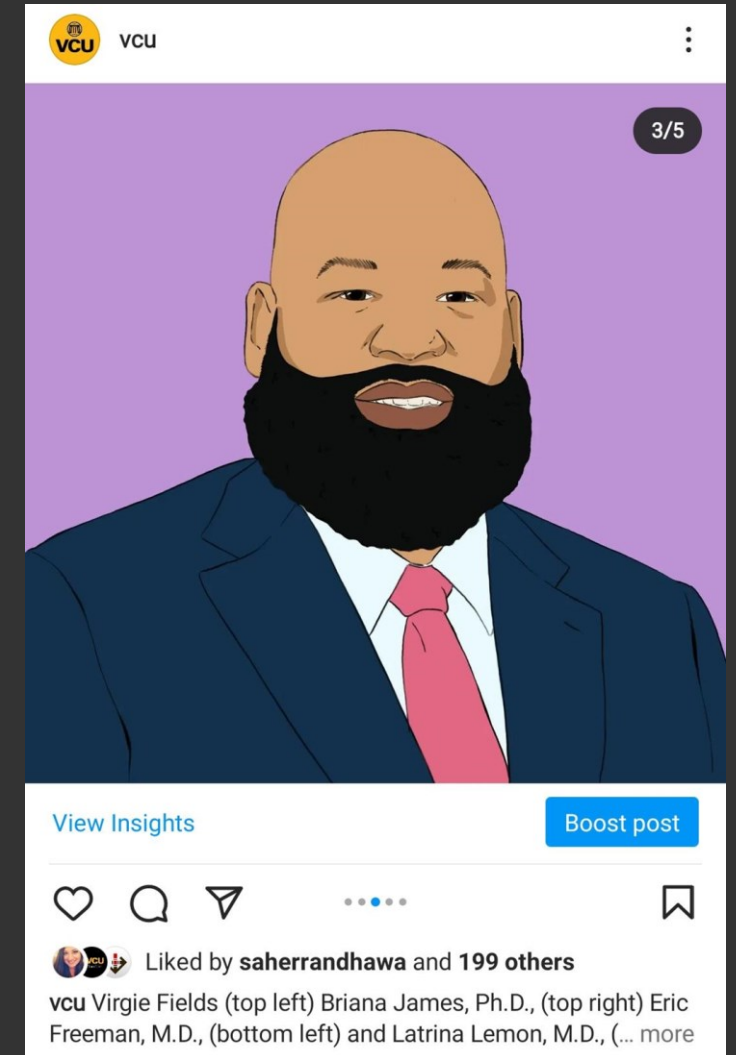 VCU
vcu
3/5
View Insights
Boost post
VCU
Liked by saherrandhawa and 199 others
vcu Virgie Fields (top left) Briana James, Ph.D., (top right) Eric
Freeman, M.D., (bottom left) and Latrina Lemon, M.D., (... more